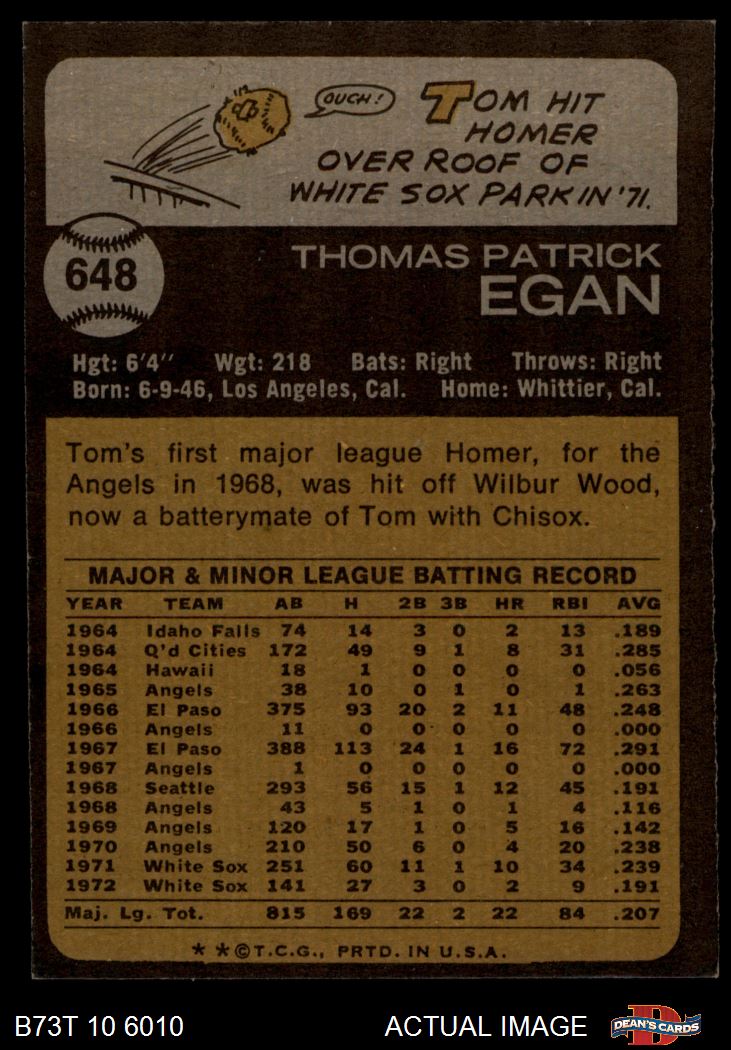 OUCH!
TOM HIT
HOMER
OVER ROOF OF
WHITE SOX PARK IN '71.
648
THOMAS PATRICK
EGAN
Hgt: 6'4" Wgt: 218 Bats: Right Throws: Right
Born: 6-9-46, Los Angeles, Cal. Home: Whittier, Cal.
Tom's first major league Homer, for the
Angels in 1968, was hit off Wilbur Wood,
now a batterymate of Tom with Chisox.
MAJOR & MINOR LEAGUE BATTING RECORD
YEAR TEAM AB H 2B 3B HR RBI AVG
1964 Idaho Falls 74 14 3 0 2 13 .189
1964 Q'd Cities 172 49 9 1 8 31 .285
1964 Hawaii 18 1 0 0 0 0 .056
1965 Angels 38 10 0 1 0 1 .263
1966 El Paso 375 93 20 2 11 48 .248
1966 Angels 11 0 0 0 0 0 .000
1967 El Paso 388 113 24 1 16 72 .291
1967 Angels 1 0 0 0 0 0 .000
1968 Seattle 293 56 15 1 12 45 .191
1968 Angels 43 5 1 0 1 4 .116
1969 Angels 120 17 1 0 5 16 .142
1970 Angels 210 50 6 0 4 20 .238
1971 White Sox 251 60 11 1 10 34 .239
1972 White Sox 141 27 3 0 2 9 .191
Maj. Lg. Tot. 815 169 22 2 22 84 .207
* *©T.C.G., PRTD. IN U.S.A.
B73T 10 6010 ACTUAL IMAGE
D
DEAN'S CARDS